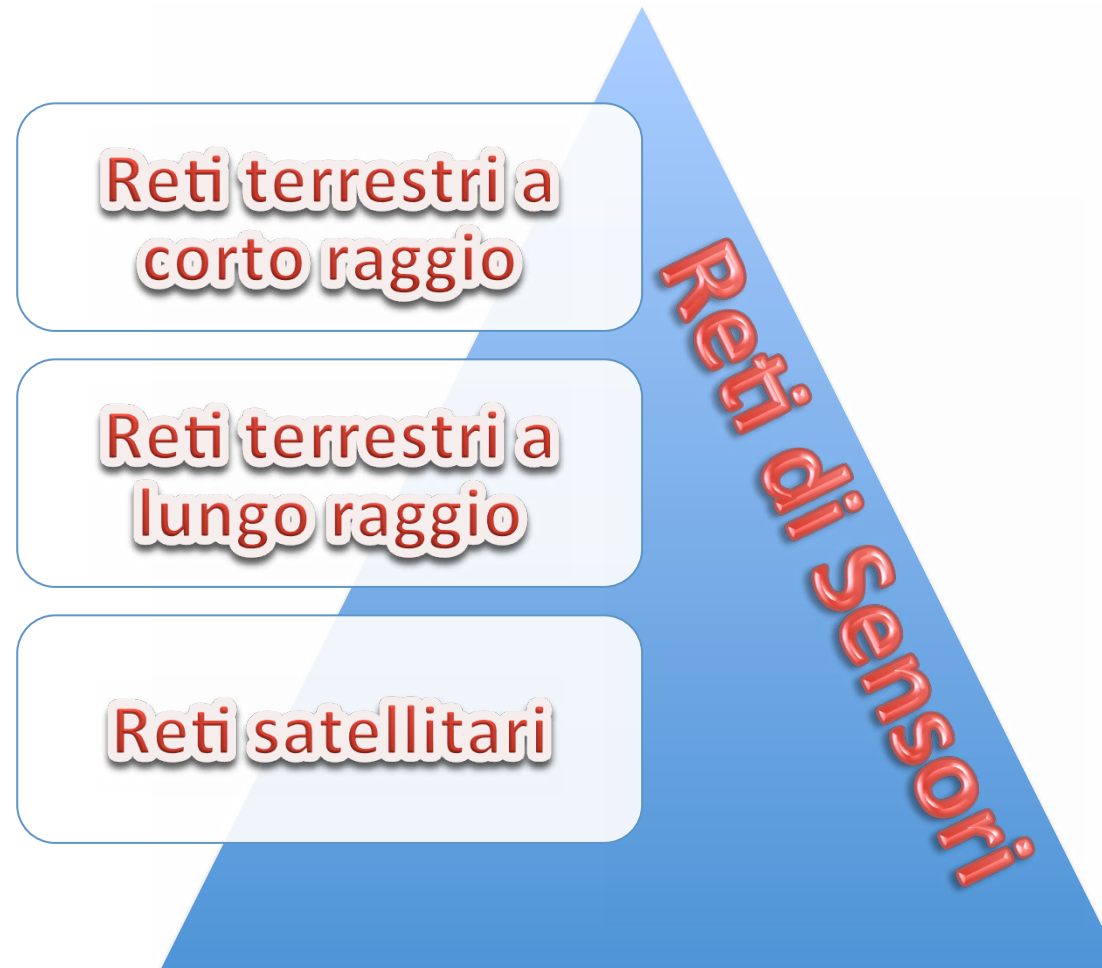 Reti terrestri a
corto raggio
Reti terrestri a
lungo raggio
Reti satellitari
Reti di Sensori